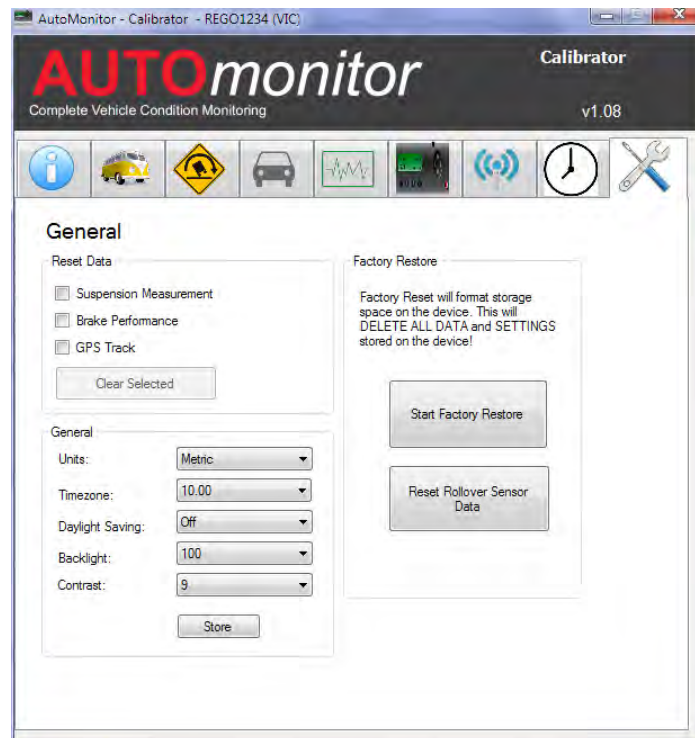 AutoMonitor - Calibrator - REGO1234 (VIC)
AUTOmonitor
Complete Vehicle Condition Monitoring
Calibrator
v1.08
General
Reset Data
Suspension Measurement
Brake Performance
GPS Track
Clear Selected
General
Units: Metric
Timezone: 10.00
Daylight Saving: Off
Backlight: 100
Contrast: 9
Store
Factory Restore
Factory Reset will format storage
space on the device. This will
DELETE ALL DATA and SETTINGS
stored on the device!
Start Factory Restore
Reset Rollover Sensor
Data